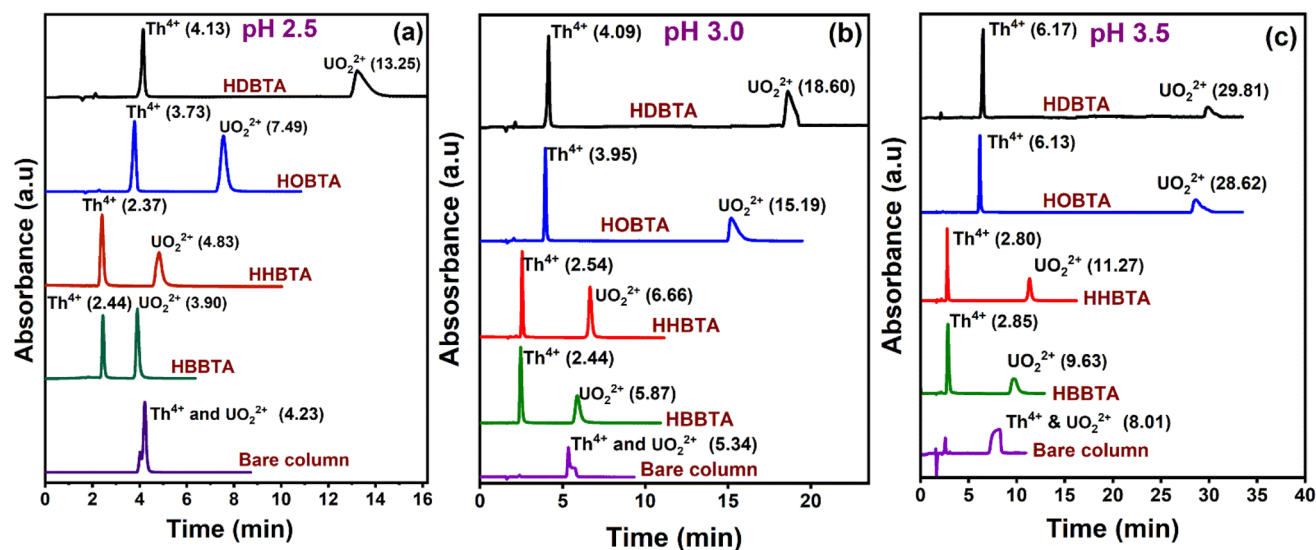 pH 2.5
(a)
Th⁴⁺
(4.13)
UO₂²⁺
(13.25)
HDBTA
Th⁴⁺
(3.73)
UO₂²⁺ (7.49)
HOBTA
Th⁴⁺
(2.37)
UO₂²⁺
(4.83)
HHBTA
Th⁴⁺ (2.44)
UO₂²⁺ (3.90)
HBBTA
Th⁴⁺ and UO₂²⁺ (4.23)
Bare column
Absorbance (a.u)
0 2 4 6 8 10 12 14 16
Time (min)
pH 3.0
(b)
Th⁴⁺
(4.09)
UO₂²⁺
(18.60)
HDBTA
Th⁴⁺ (3.95)
UO₂²⁺ (15.19)
HOBTA
Th⁴⁺ (2.54)
UO₂²⁺ (6.66)
HHBTA
Th⁴⁺ (2.44)
UO₂²⁺ (5.87)
HBBTA
Th⁴⁺ and UO₂²⁺ (5.34)
Bare column
Absosrbance (a.u)
0 5 10 15 20
Time (min)
pH 3.5
(c)
Th⁴⁺ (6.17)
UO₂²⁺ (29.81)
HDBTA
Th⁴⁺ (6.13)
UO₂²⁺ (28.62)
HOBTA
Th⁴⁺ (2.80)
UO₂²⁺ (11.27)
HHBTA
Th⁴⁺ (2.85)
UO₂²⁺ (9.63)
HBBTA
Th⁴⁺ & UO₂²⁺ (8.01)
Bare column
Absorbance (a.u)
0 5 10 15 20 25 30 35 40
Time (min)